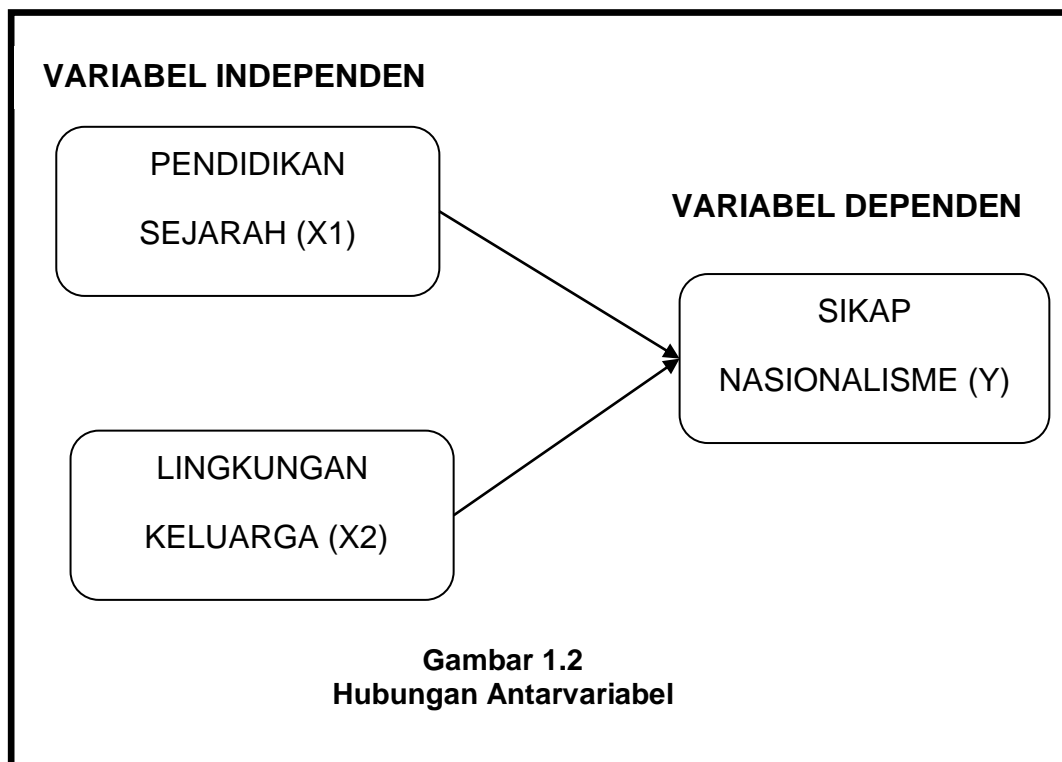 VARIABEL INDEPENDEN
PENDIDIKAN
SEJARAH (X1)
VARIABEL DEPENDEN
SIKAP
NASIONALISME (Y)
LINGKUNGAN
KELUARGA (X2)
Gambar 1.2
Hubungan Antarvariabel